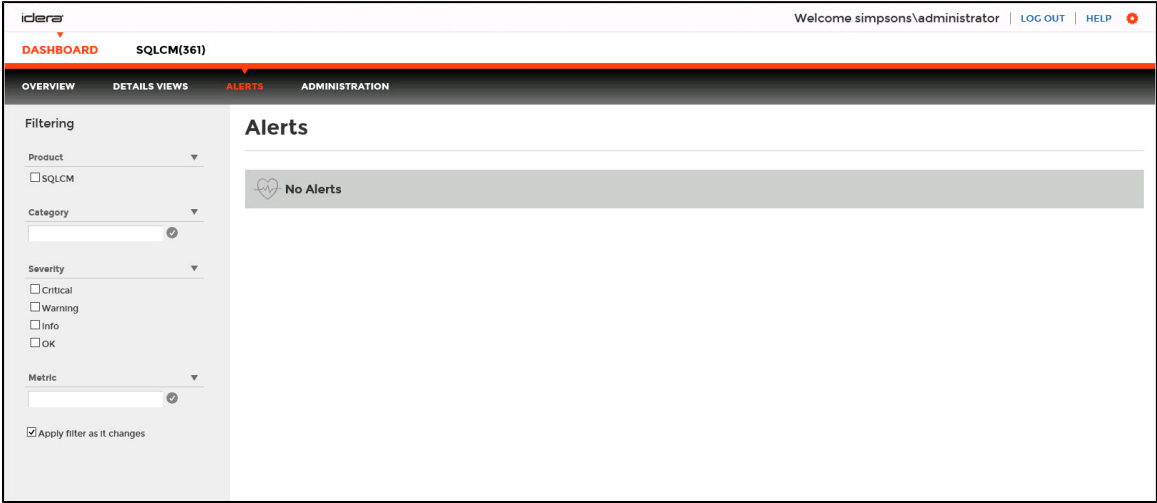 idera
Welcome simpsons\administrator | LOG OUT | HELP
DASHBOARD SQLCM(361)
OVERVIEW DETAILS VIEWS ALERTS ADMINISTRATION
Filtering
Product
SQLCM
Category
Severity
Critical
Warning
Info
OK
Metric
Apply filter as it changes
Alerts
No Alerts